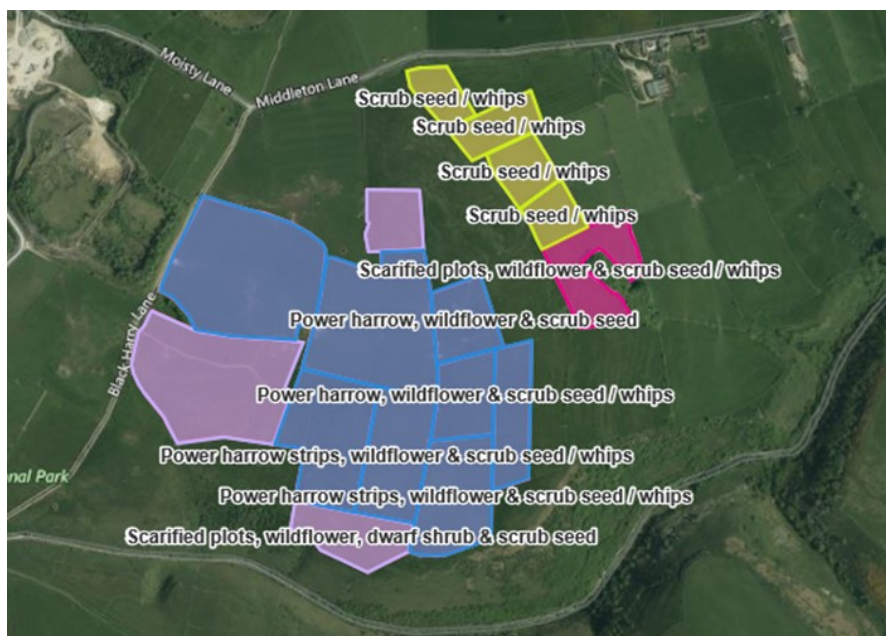 Moisty Lane
Middleton Lane
Scrub seed / whips
Scrub seed / whips
Scrub seed / whips
Scrub seed / whips
Scarified plots, wildflower & scrub seed / whips
Black Harry Lane
Power harrow, wildflower & scrub seed
Power harrow, wildflower & scrub seed / whips
Power harrow strips, wildflower & scrub seed / whips
nal Park
Power harrow strips, wildflower & scrub seed / whips
Scarified plots, wildflower, dwarf shrub & scrub seed